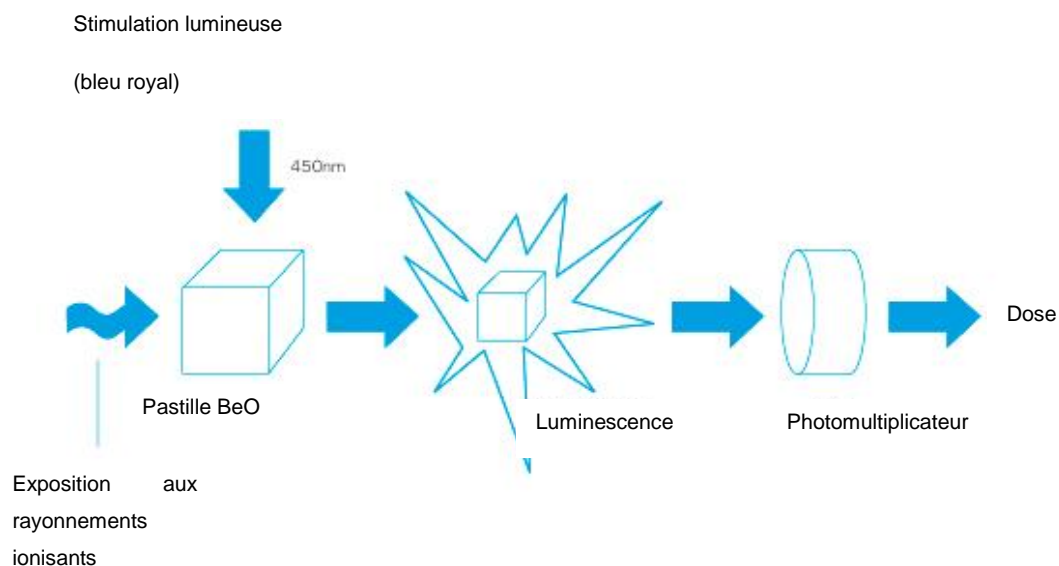 Stimulation lumineuse
(bleu royal)
450nm
Dose
Pastille BeO
Luminescence
Photomultiplicateur
Exposition aux
rayonnements
ionisants